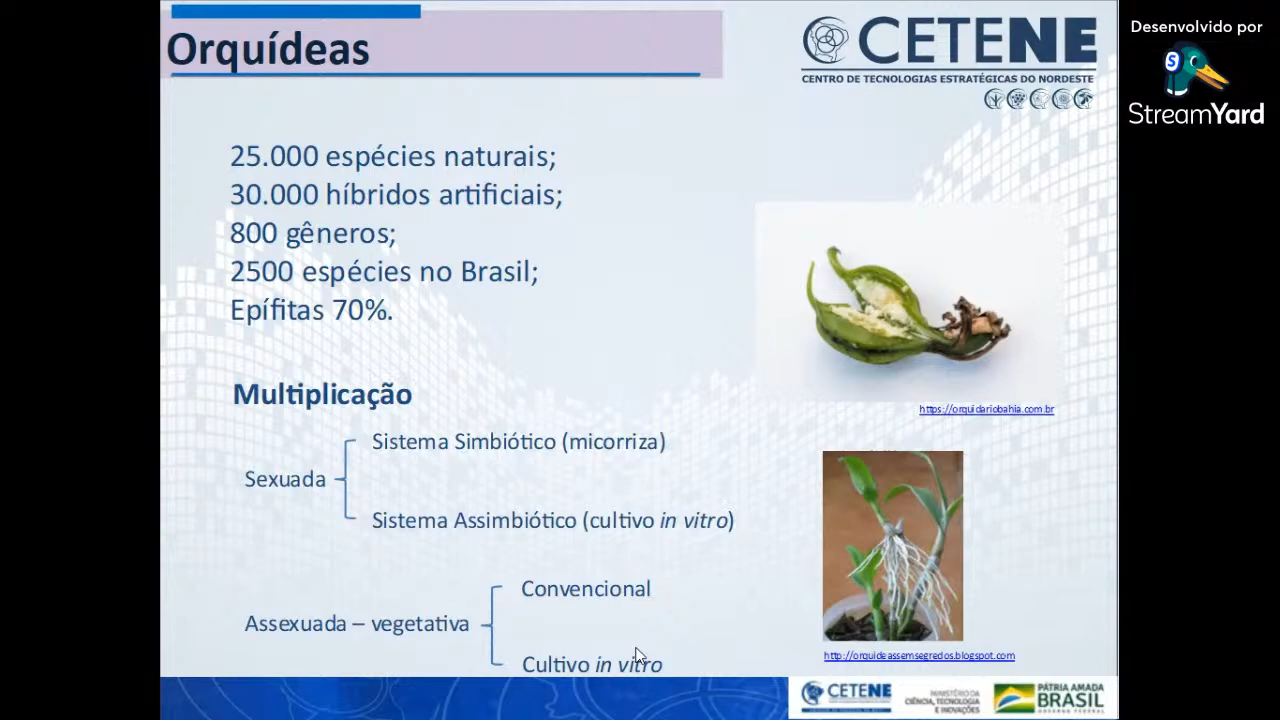 Orquídeas
CETENE
CENTRO DE TECNOLOGIAS ESTRATÉGICAS DO NORDESTE
Desenvolvido por
S
StreamYard
25.000 espécies naturais;
30.000 híbridos artificiais;
800 gêneros;
2500 espécies no Brasil;
Epífitas 70%.
https://orquidariobahia.com.br
Multiplicação
Sistema Simbiótico (micorriza)
Sexuada
Sistema Assimbiótico (cultivo in vitro)
Convencional
Assexuada – vegetativa
Cultivo in vitro
http://orquideassemsegredos.blogspot.com
CETENE
MINISTÉRIO DA
CIÊNCIA, TECNOLOGIA
E INOVAÇÕES
PÁTRIA AMADA
BRASIL
GOVERNO FEDERAL